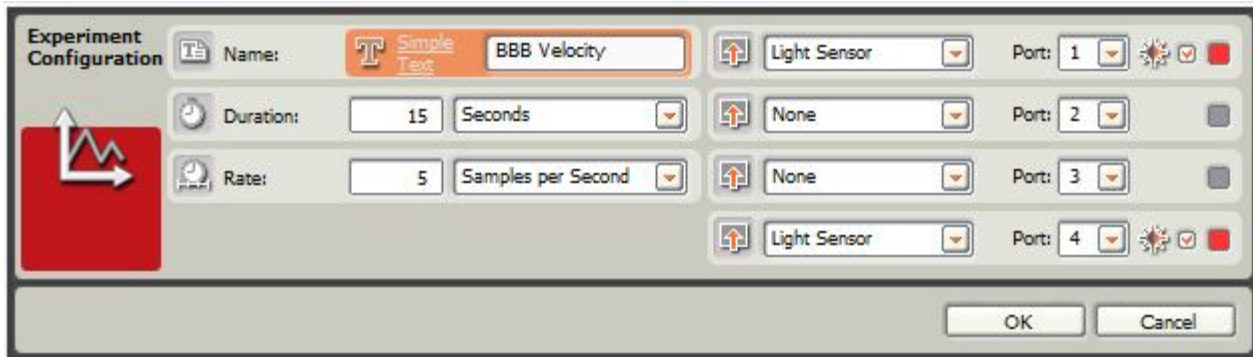 Experiment
Configuration
Name:
T
Simple
Text
BBB Velocity
Duration:
15
Seconds
Rate:
5
Samples per Second
Light Sensor
Port: 1
None
Port: 2
None
Port: 3
Light Sensor
Port: 4
OK
Cancel